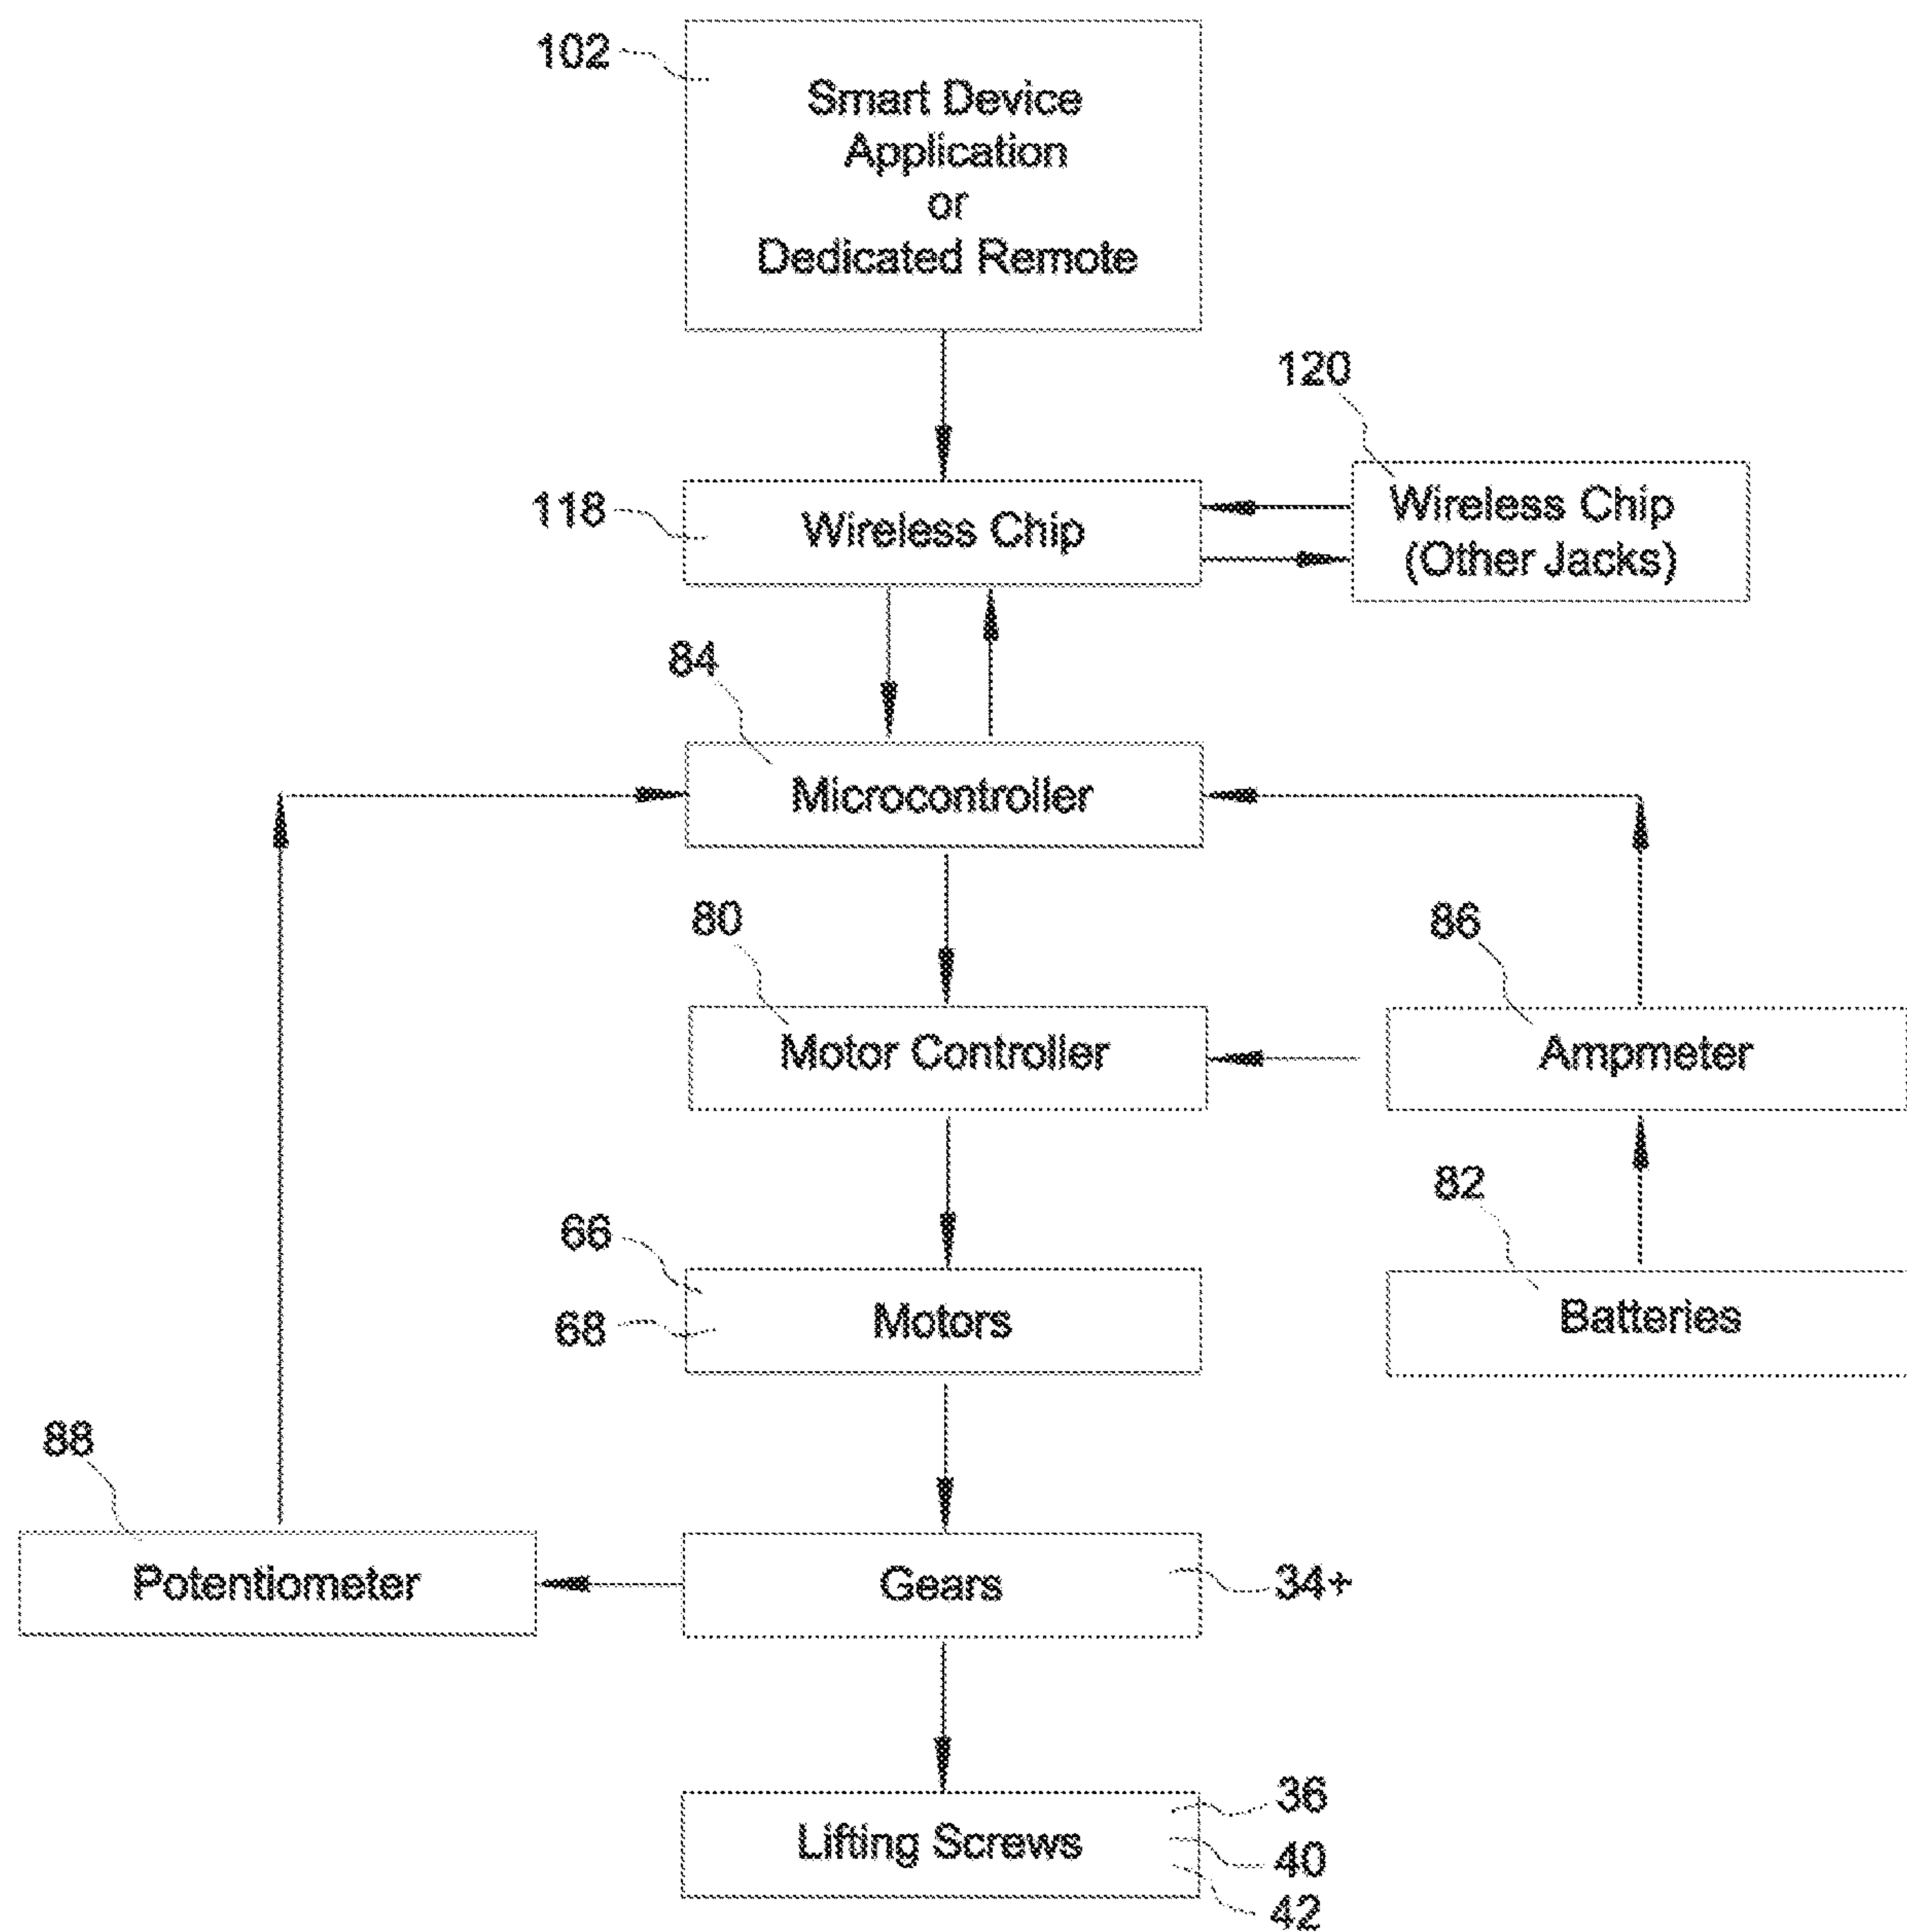 102
Smart Device
Application
or
Dedicated Remote
120
118
Wireless Chip
Wireless Chip
(Other Jacks)
84
Microcontroller
80
86
Motor Controller
Ampmeter
82
66
68
Motors
Batteries
88
Potentiometer
Gears
34+
Lifting Screws
36
40
42